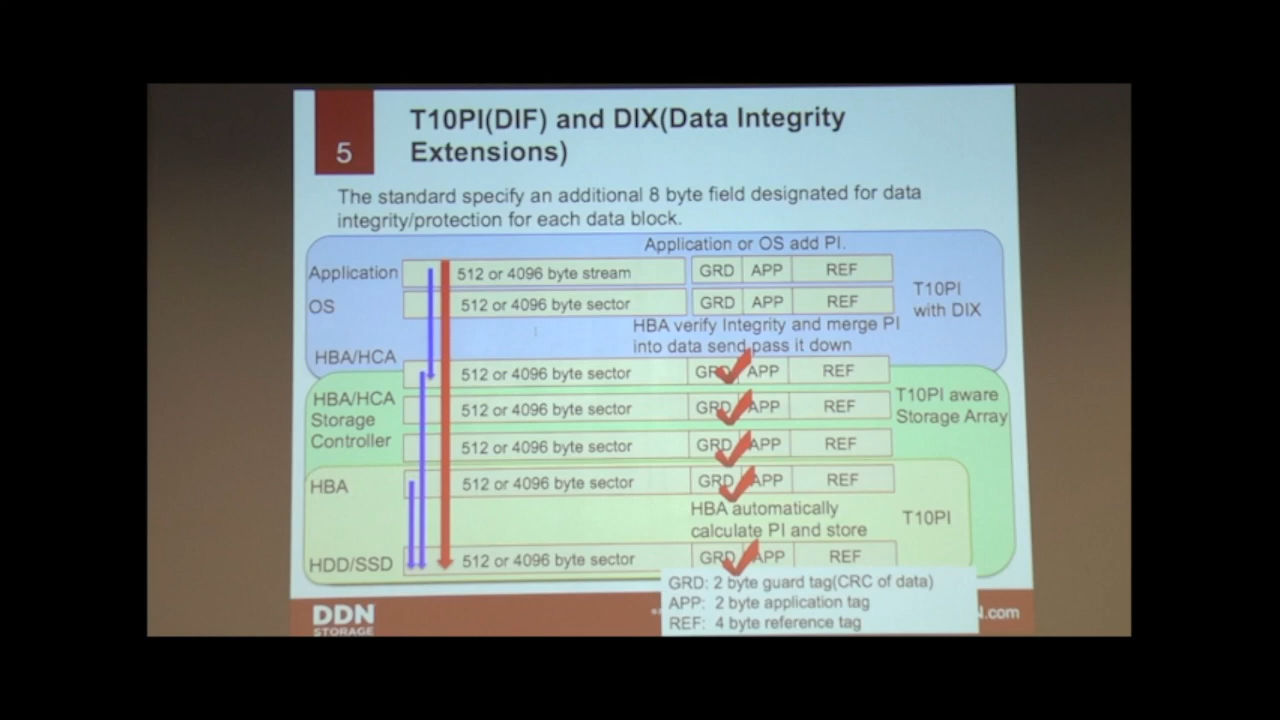 5
T10PI(DIF) and DIX(Data Integrity
Extensions)
The standard specify an additional 8 byte field designated for data
integrity/protection for each data block.
Application or OS add PI.
Application 512 or 4096 byte stream GRD APP REF
T10PI
with DIX
OS 512 or 4096 byte sector GRD APP REF
HBA verify Integrity and merge PI
into data send pass it down
HBA/HCA
512 or 4096 byte sector GRD APP REF
HBA/HCA
Storage
Controller
T10PI aware
Storage Array
512 or 4096 byte sector GRD APP REF
512 or 4096 byte sector GRD APP REF
HBA 512 or 4096 byte sector GRD APP REF
HBA automatically
calculate PI and store
T10PI
HDD/SSD 512 or 4096 byte sector GRD APP REF
GRD: 2 byte guard tag(CRC of data)
APP: 2 byte application tag
REF: 4 byte reference tag
DDN
STORAGE
.com